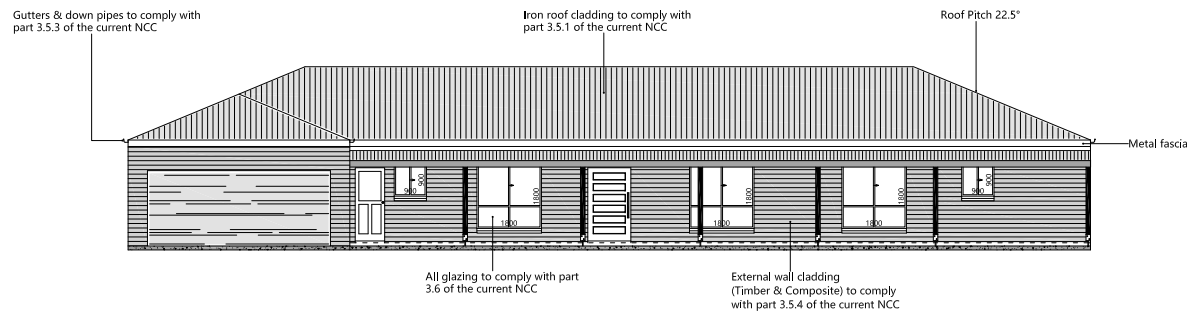 Gutters & down pipes to comply with
part 3.5.3 of the current NCC
Iron roof cladding to comply with
part 3.5.1 of the current NCC
Roof Pitch 22.5°
Metal fascia
900
900
1800
1800
1800
1800
1800
1800
900
900
All glazing to comply with part
3.6 of the current NCC
External wall cladding
(Timber & Composite) to comply
with part 3.5.4 of the current NCC